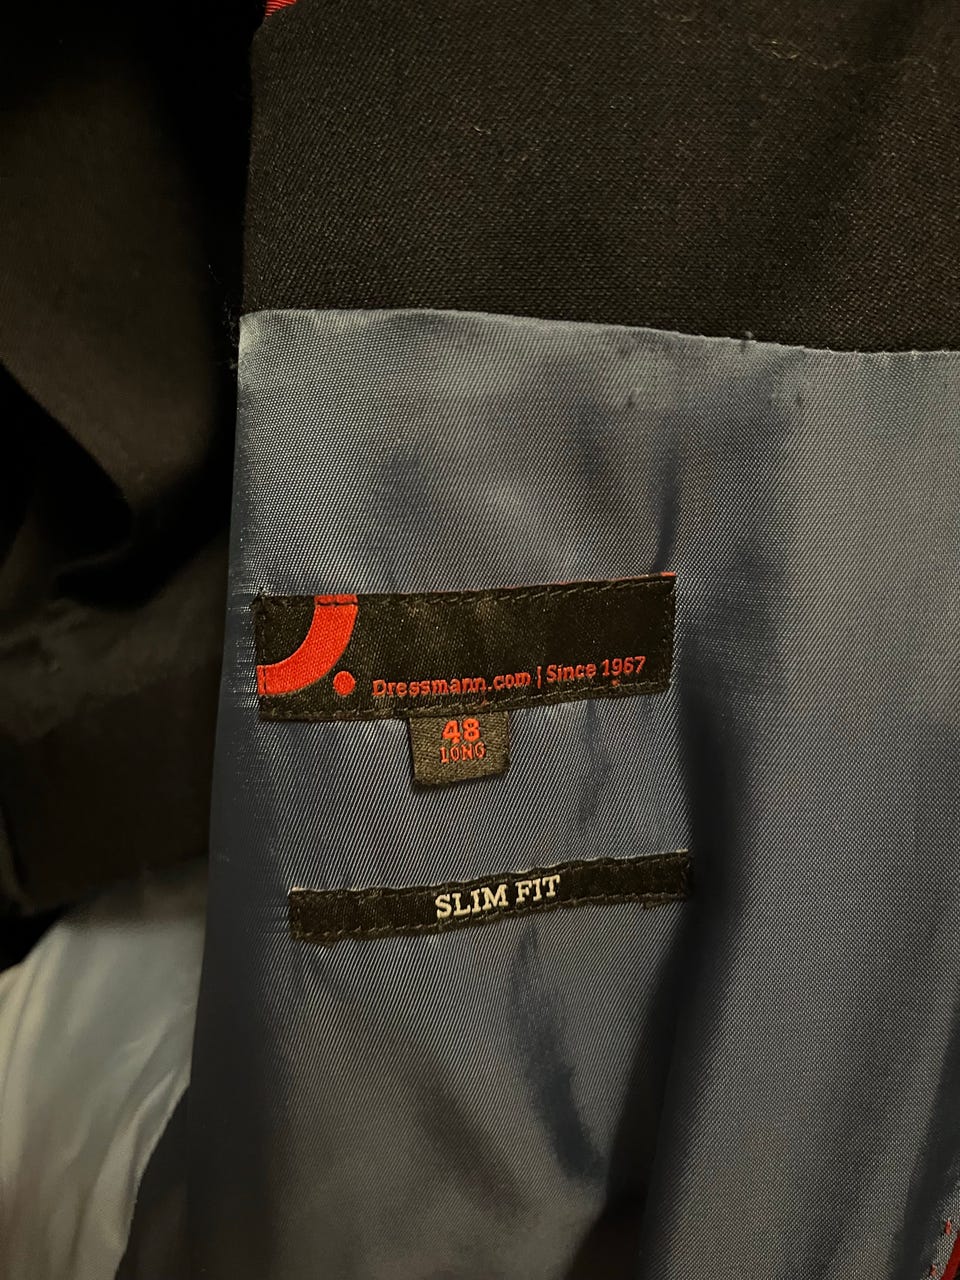 Dressmann.com | Since 1967
48
LONG
SLIM FIT